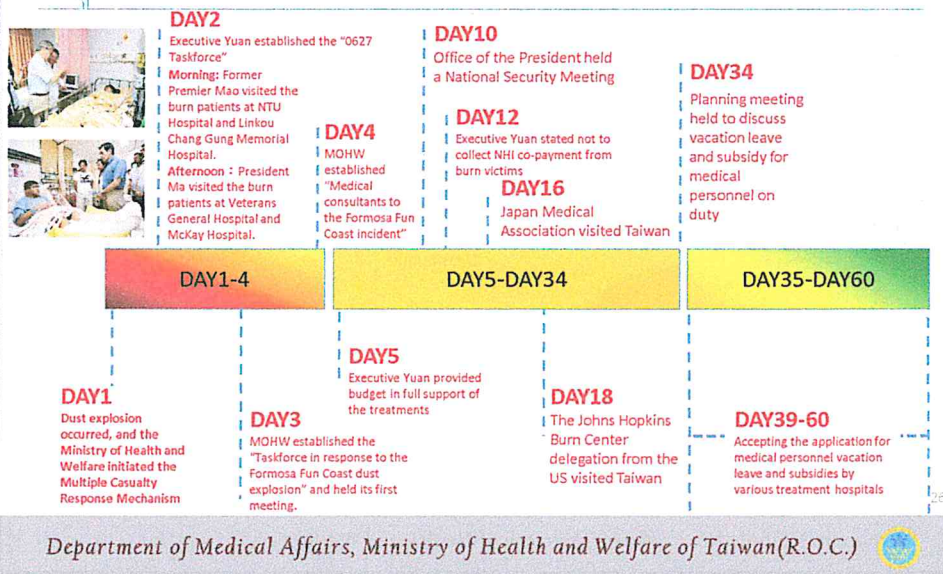 DAY2
Executive Yuan established the "0627
Taskforce"
Morning: Former
Premier Mao visited the
burn patients at NTU
Hospital and Linkou
Chang Gung Memorial
Hospital.
Afternoon：President
Ma visited the burn
patients at Veterans
General Hospital and
McKay Hospital.
DAY4
MOHW
established
"Medical
consultants to
the Formosa Fun
Coast incident"
DAY10
Office of the President held
a National Security Meeting
DAY12
Executive Yuan stated not to
collect NHI co-payment from
burn victims
DAY16
Japan Medical
Association visited Taiwan
DAY34
Planning meeting
held to discuss
vacation leave
and subsidy for
medical
personnel on
duty
DAY1-4
DAY5-DAY34
DAY35-DAY60
DAY1
Dust explosion
occurred, and the
Ministry of Health and
Welfare initiated the
Multiple Casualty
Response Mechanism
DAY3
MOHW established the
"Taskforce in response to the
Formosa Fun Coast dust
explosion" and held its first
meeting.
DAY5
Executive Yuan provided
budget in full support of
the treatments
DAY18
The Johns Hopkins
Burn Center
delegation from the
US visited Taiwan
DAY39-60
Accepting the application for
medical personnel vacation
leave and subsidies by
various treatment hospitals
Department of Medical Affairs, Ministry of Health and Welfare of Taiwan(R.O.C.)